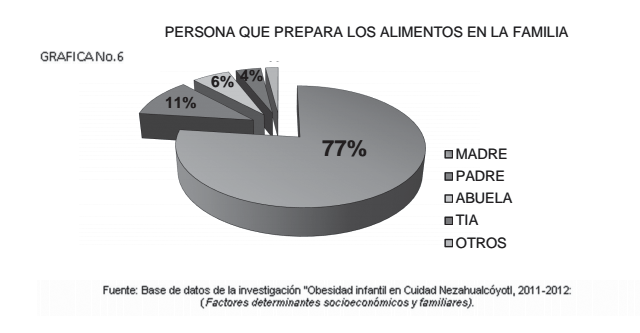 PERSONA QUE PREPARA LOS ALIMENTOS EN LA FAMILIA
GRAFICA No.6
4%
6%
11%
77%
MADRE
PADRE
ABUELA
TIA
OTROS
Fuente: Base de datos de la investigación "Obesidad infantil en Cuidad Nezahualcóyotl, 2011-2012:
(Factores determinantes socioeconómicos y familiares).